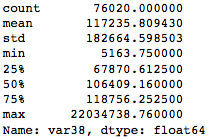 count 76020.000000
mean 117235.809430
std 182664.598503
min 5163.750000
25% 67870.612500
50% 106409.160000
75% 118756.252500
max 22034738.760000
Name: var38, dtype: float64